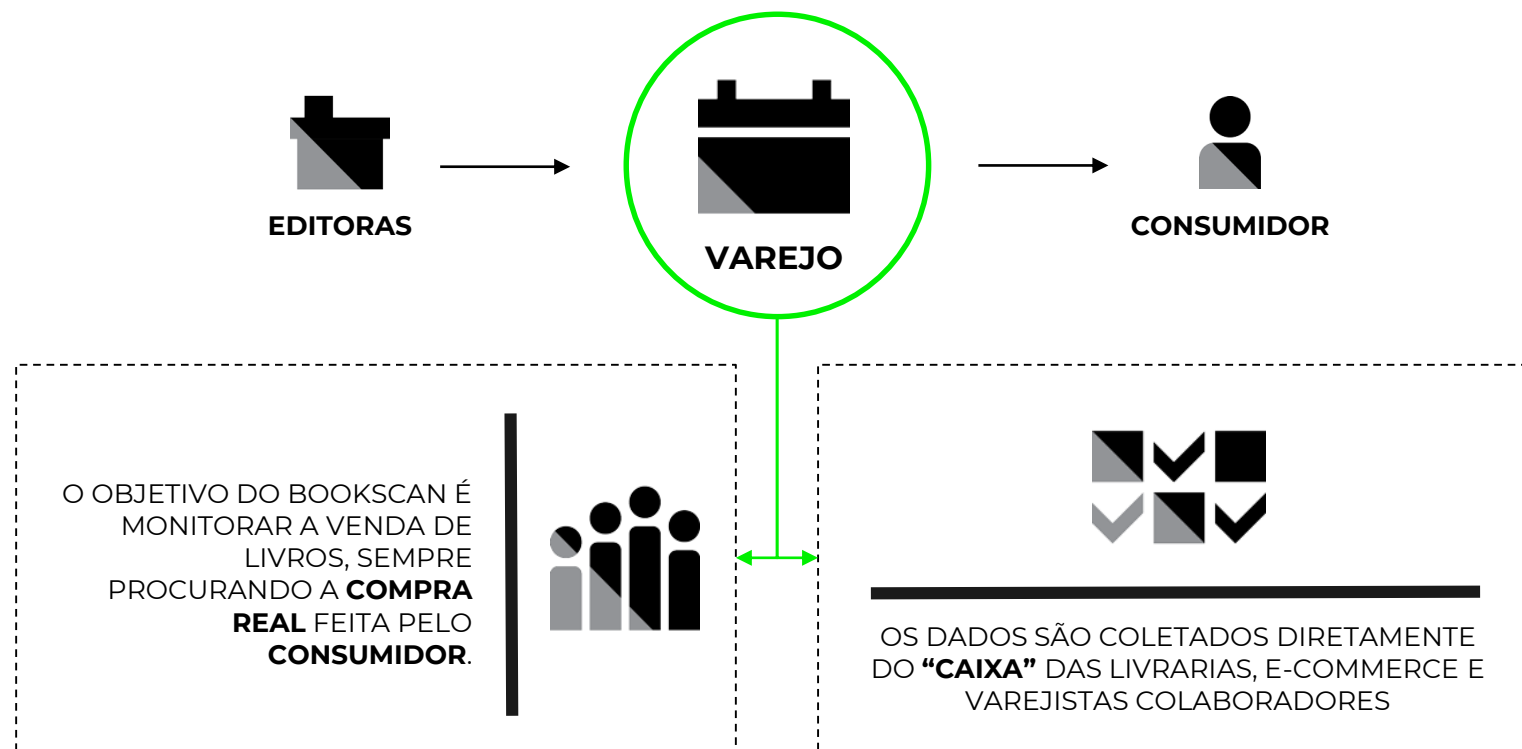 EDITORAS
VAREJO
CONSUMIDOR
O OBJETIVO DO BOOKSCAN É
MONITORAR A VENDA DE
LIVROS, SEMPRE
PROCURANDO A COMPRA
REAL FEITA PELO
CONSUMIDOR.
OS DADOS SÃO COLETADOS DIRETAMENTE
DO “CAIXA” DAS LIVRARIAS, E-COMMERCE E
VAREJISTAS COLABORADORES